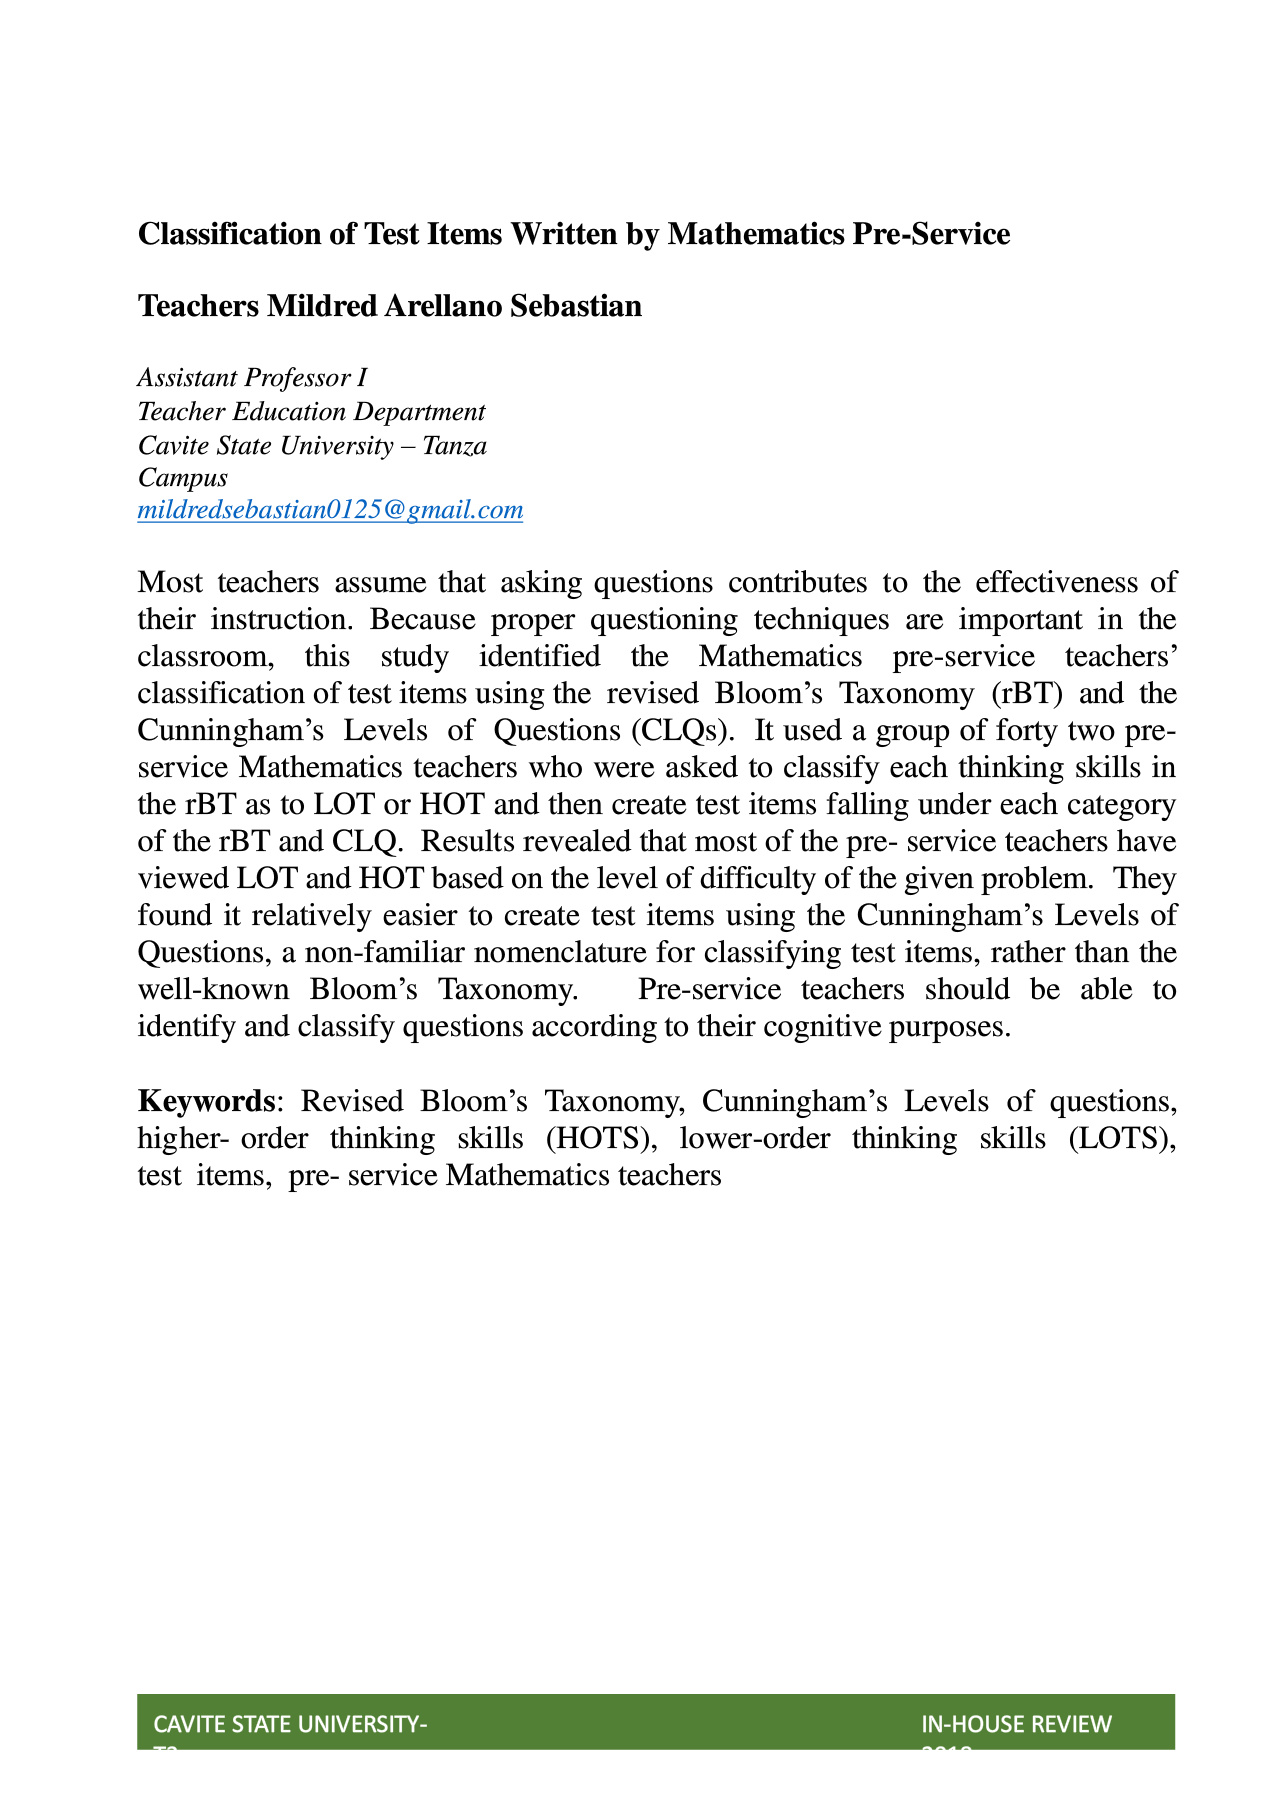 Classification of Test Items Written by Mathematics Pre-Service
Teachers Mildred Arellano Sebastian
Assistant Professor I
Teacher Education Department
Cavite State University – Tanza
Campus
mildredsebastian0125@gmail.com
Most teachers assume that asking questions contributes to the effectiveness of
their instruction. Because proper questioning techniques are important in the
classroom, this study identified the Mathematics pre-service teachers’
classification of test items using the revised Bloom’s Taxonomy (rBT) and the
Cunningham’s Levels of Questions (CLQs). It used a group of forty two pre-
service Mathematics teachers who were asked to classify each thinking skills in
the rBT as to LOT or HOT and then create test items falling under each category
of the rBT and CLQ. Results revealed that most of the pre- service teachers have
viewed LOT and HOT based on the level of difficulty of the given problem. They
found it relatively easier to create test items using the Cunningham’s Levels of
Questions, a non-familiar nomenclature for classifying test items, rather than the
well-known Bloom’s Taxonomy. Pre-service teachers should be able to
identify and classify questions according to their cognitive purposes.
Keywords: Revised Bloom’s Taxonomy, Cunningham’s Levels of questions,
higher- order thinking skills (HOTS), lower-order thinking skills (LOTS),
test items, pre- service Mathematics teachers
CAVITE STATE UNIVERSITY-
IN-HOUSE REVIEW